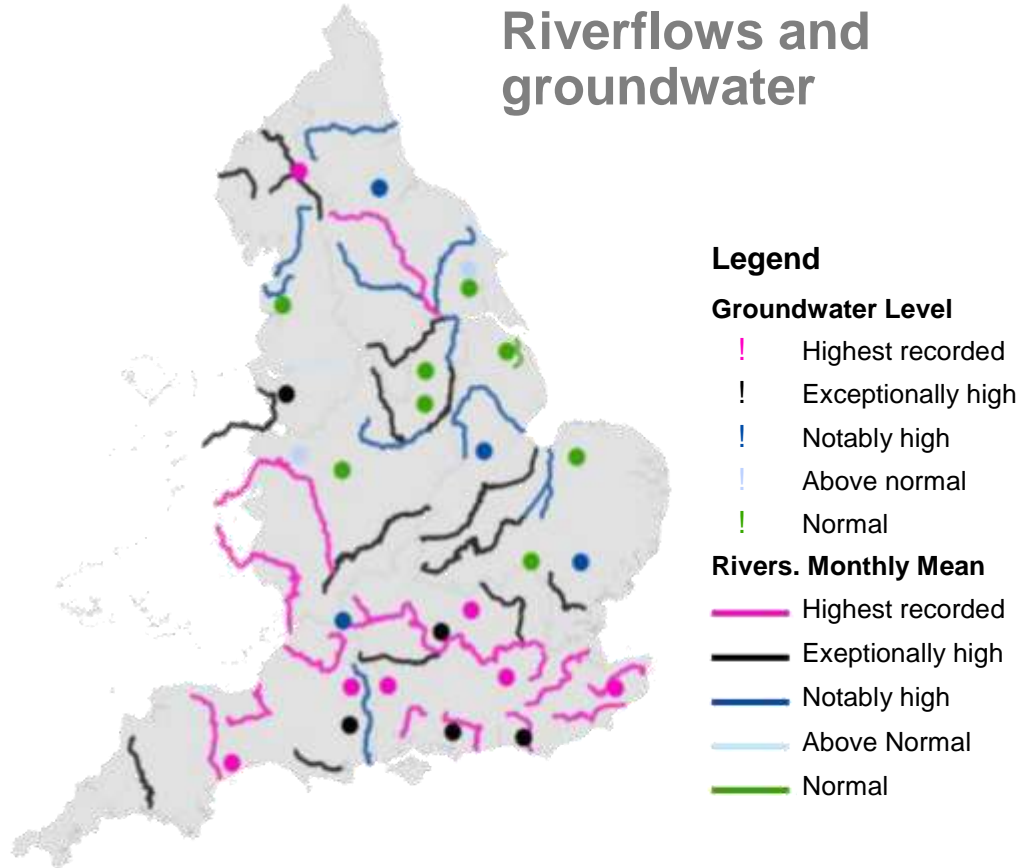 Riverflows and
groundwater
Legend
Groundwater Level
! Highest recorded
! Exceptionally high
! Notably high
! Above normal
! Normal
Rivers. Monthly Mean
Highest recorded
Exeptionally high
Notably high
Above Normal
Normal